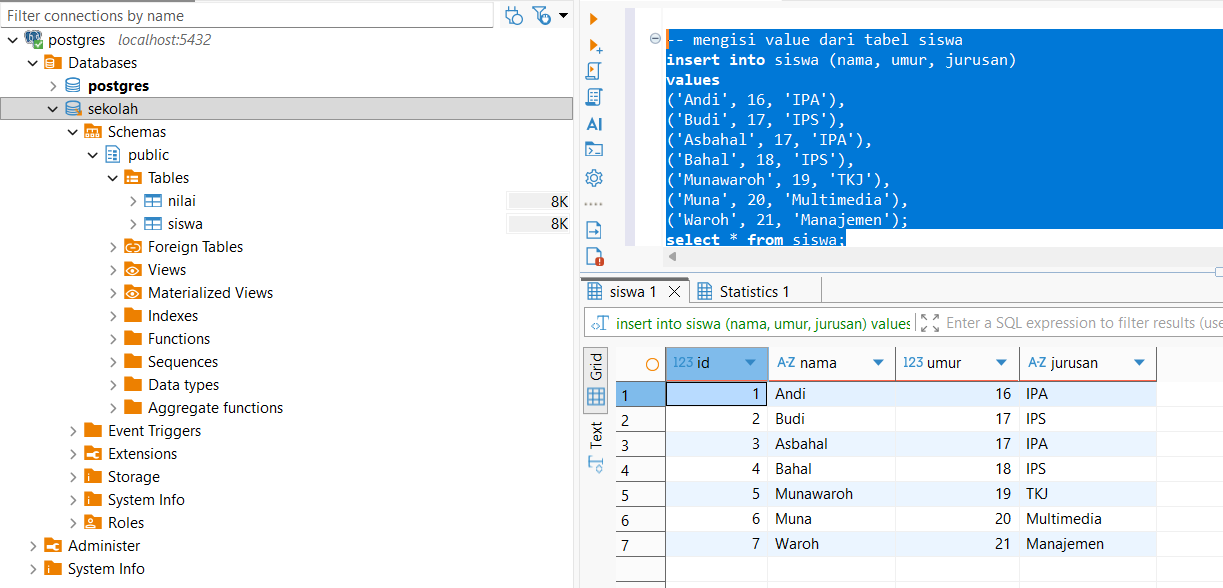 Filter connections by name
postgres localhost:5432
Databases
postgres
sekolah
Schemas
public
Tables
nilai 8K
siswa 8K
Foreign Tables
Views
Materialized Views
Indexes
Functions
Sequences
Data types
Aggregate functions
Event Triggers
Extensions
Storage
System Info
Roles
Administer
System Info
AI
-- mengisi value dari tabel siswa
insert into siswa (nama, umur, jurusan)
values
('Andi', 16, 'IPA'),
('Budi', 17, 'IPS'),
('Asbahal', 17, 'IPA'),
('Bahal', 18, 'IPS'),
('Munawaroh', 19, 'TKJ'),
('Muna', 20, 'Multimedia'),
('Waroh', 21, 'Manajemen');
select * from siswa;
siswa 1 Statistics 1
insert into siswa (nama, umur, jurusan) values Enter a SQL expression to filter results (use
Grid
Text
123 id A-Z nama 123 umur A-Z jurusan
1 1 Andi 16 IPA
2 2 Budi 17 IPS
3 3 Asbahal 17 IPA
4 4 Bahal 18 IPS
5 5 Munawaroh 19 TKJ
6 6 Muna 20 Multimedia
7 7 Waroh 21 Manajemen